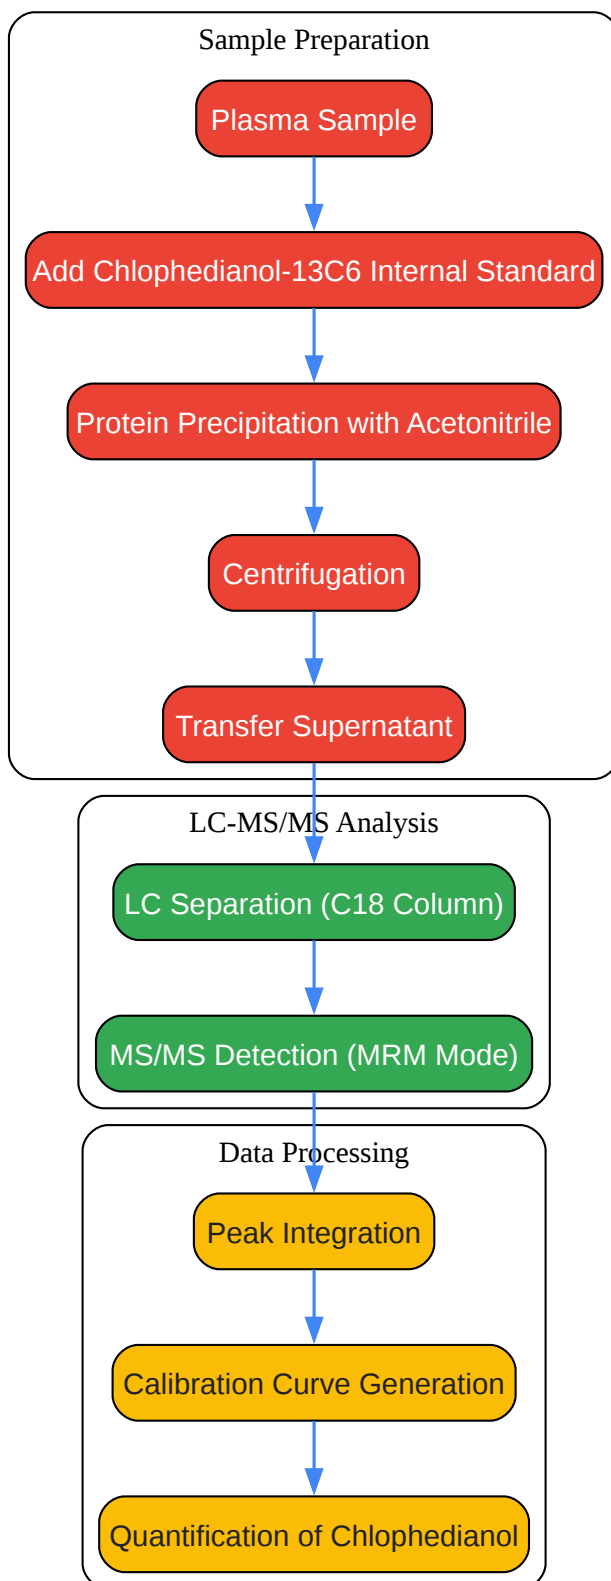 Sample Preparation
Plasma Sample
Add Chlophedianol-13C6 Internal Standard
Protein Precipitation with Acetonitrile
Centrifugation
Transfer Supernatant
LC-MS/MS Analysis
LC Separation (C18 Column)
MS/MS Detection (MRM Mode)
Data Processing
Peak Integration
Calibration Curve Generation
Quantification of Chlophedianol